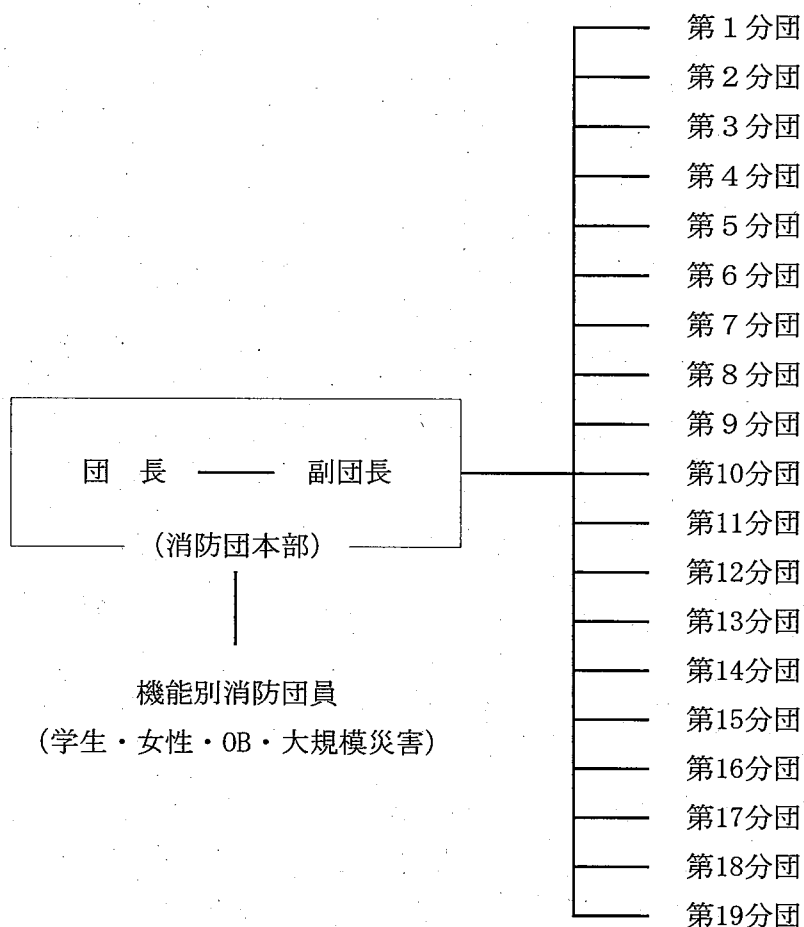 第１分団
第２分団
第３分団
第４分団
第５分団
第６分団
第７分団
第８分団
第９分団
団　長
副団長
第10分団
(消防団本部)
第11分団
第12分団
第13分団
機能別消防団員
(学生・女性・OB・大規模災害)
第14分団
第15分団
第16分団
第17分団
第18分団
第19分団